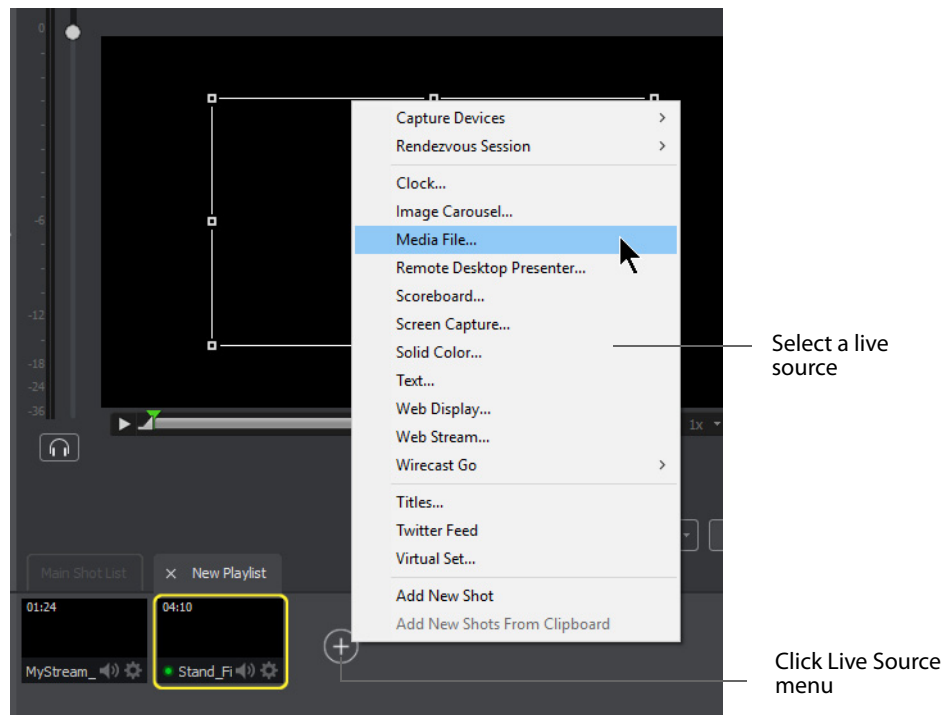 0
-6
-12
-18
-24
-36
Capture Devices
Rendezvous Session
Clock...
Image Carousel...
Media File...
Remote Desktop Presenter...
Scoreboard...
Screen Capture...
Solid Color...
Text...
Web Display...
Web Stream...
Wirecast Go
Titles...
Twitter Feed
Virtual Set...
Add New Shot
Add New Shots From Clipboard
1x
Select a live
source
Main Shot List
New Playlist
01:24
04:10
MyStream_
Stand_Fi
Click Live Source
menu